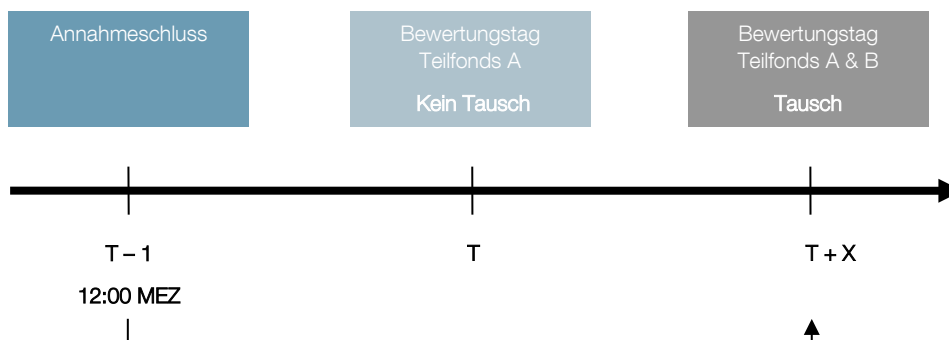 Annahmeschluss
Bewertungstag
Teilfonds A
Kein Tausch
Bewertungstag
Teilfonds A & B
Tausch
T – 1
T
T + X
12:00 MEZ